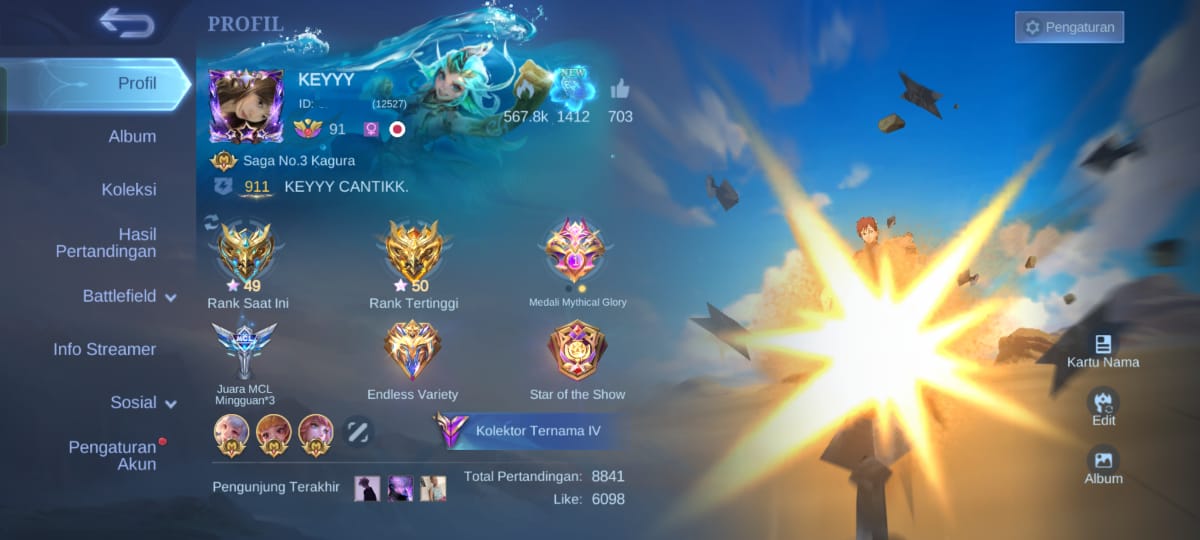 PROFIL
Pengaturan
Profil
Album
Koleksi
Hasil
Pertandingan
Battlefield
Info Streamer
Sosial
Pengaturan
Akun
KEYYY
ID:
(12527)
91
Saga No.3 Kagura
911 KEYYY CANTIKK.
NEW
567.8k 1412 703
49
Rank Saat Ini
50
Rank Tertinggi
1
Medali Mythical Glory
MCL
Juara MCL
Mingguan*3
Endless Variety
Star of the Show
Kolektor Ternama IV
Pengunjung Terakhir
Total Pertandingan: 8841
Like: 6098
Kartu Nama
Edit
Album